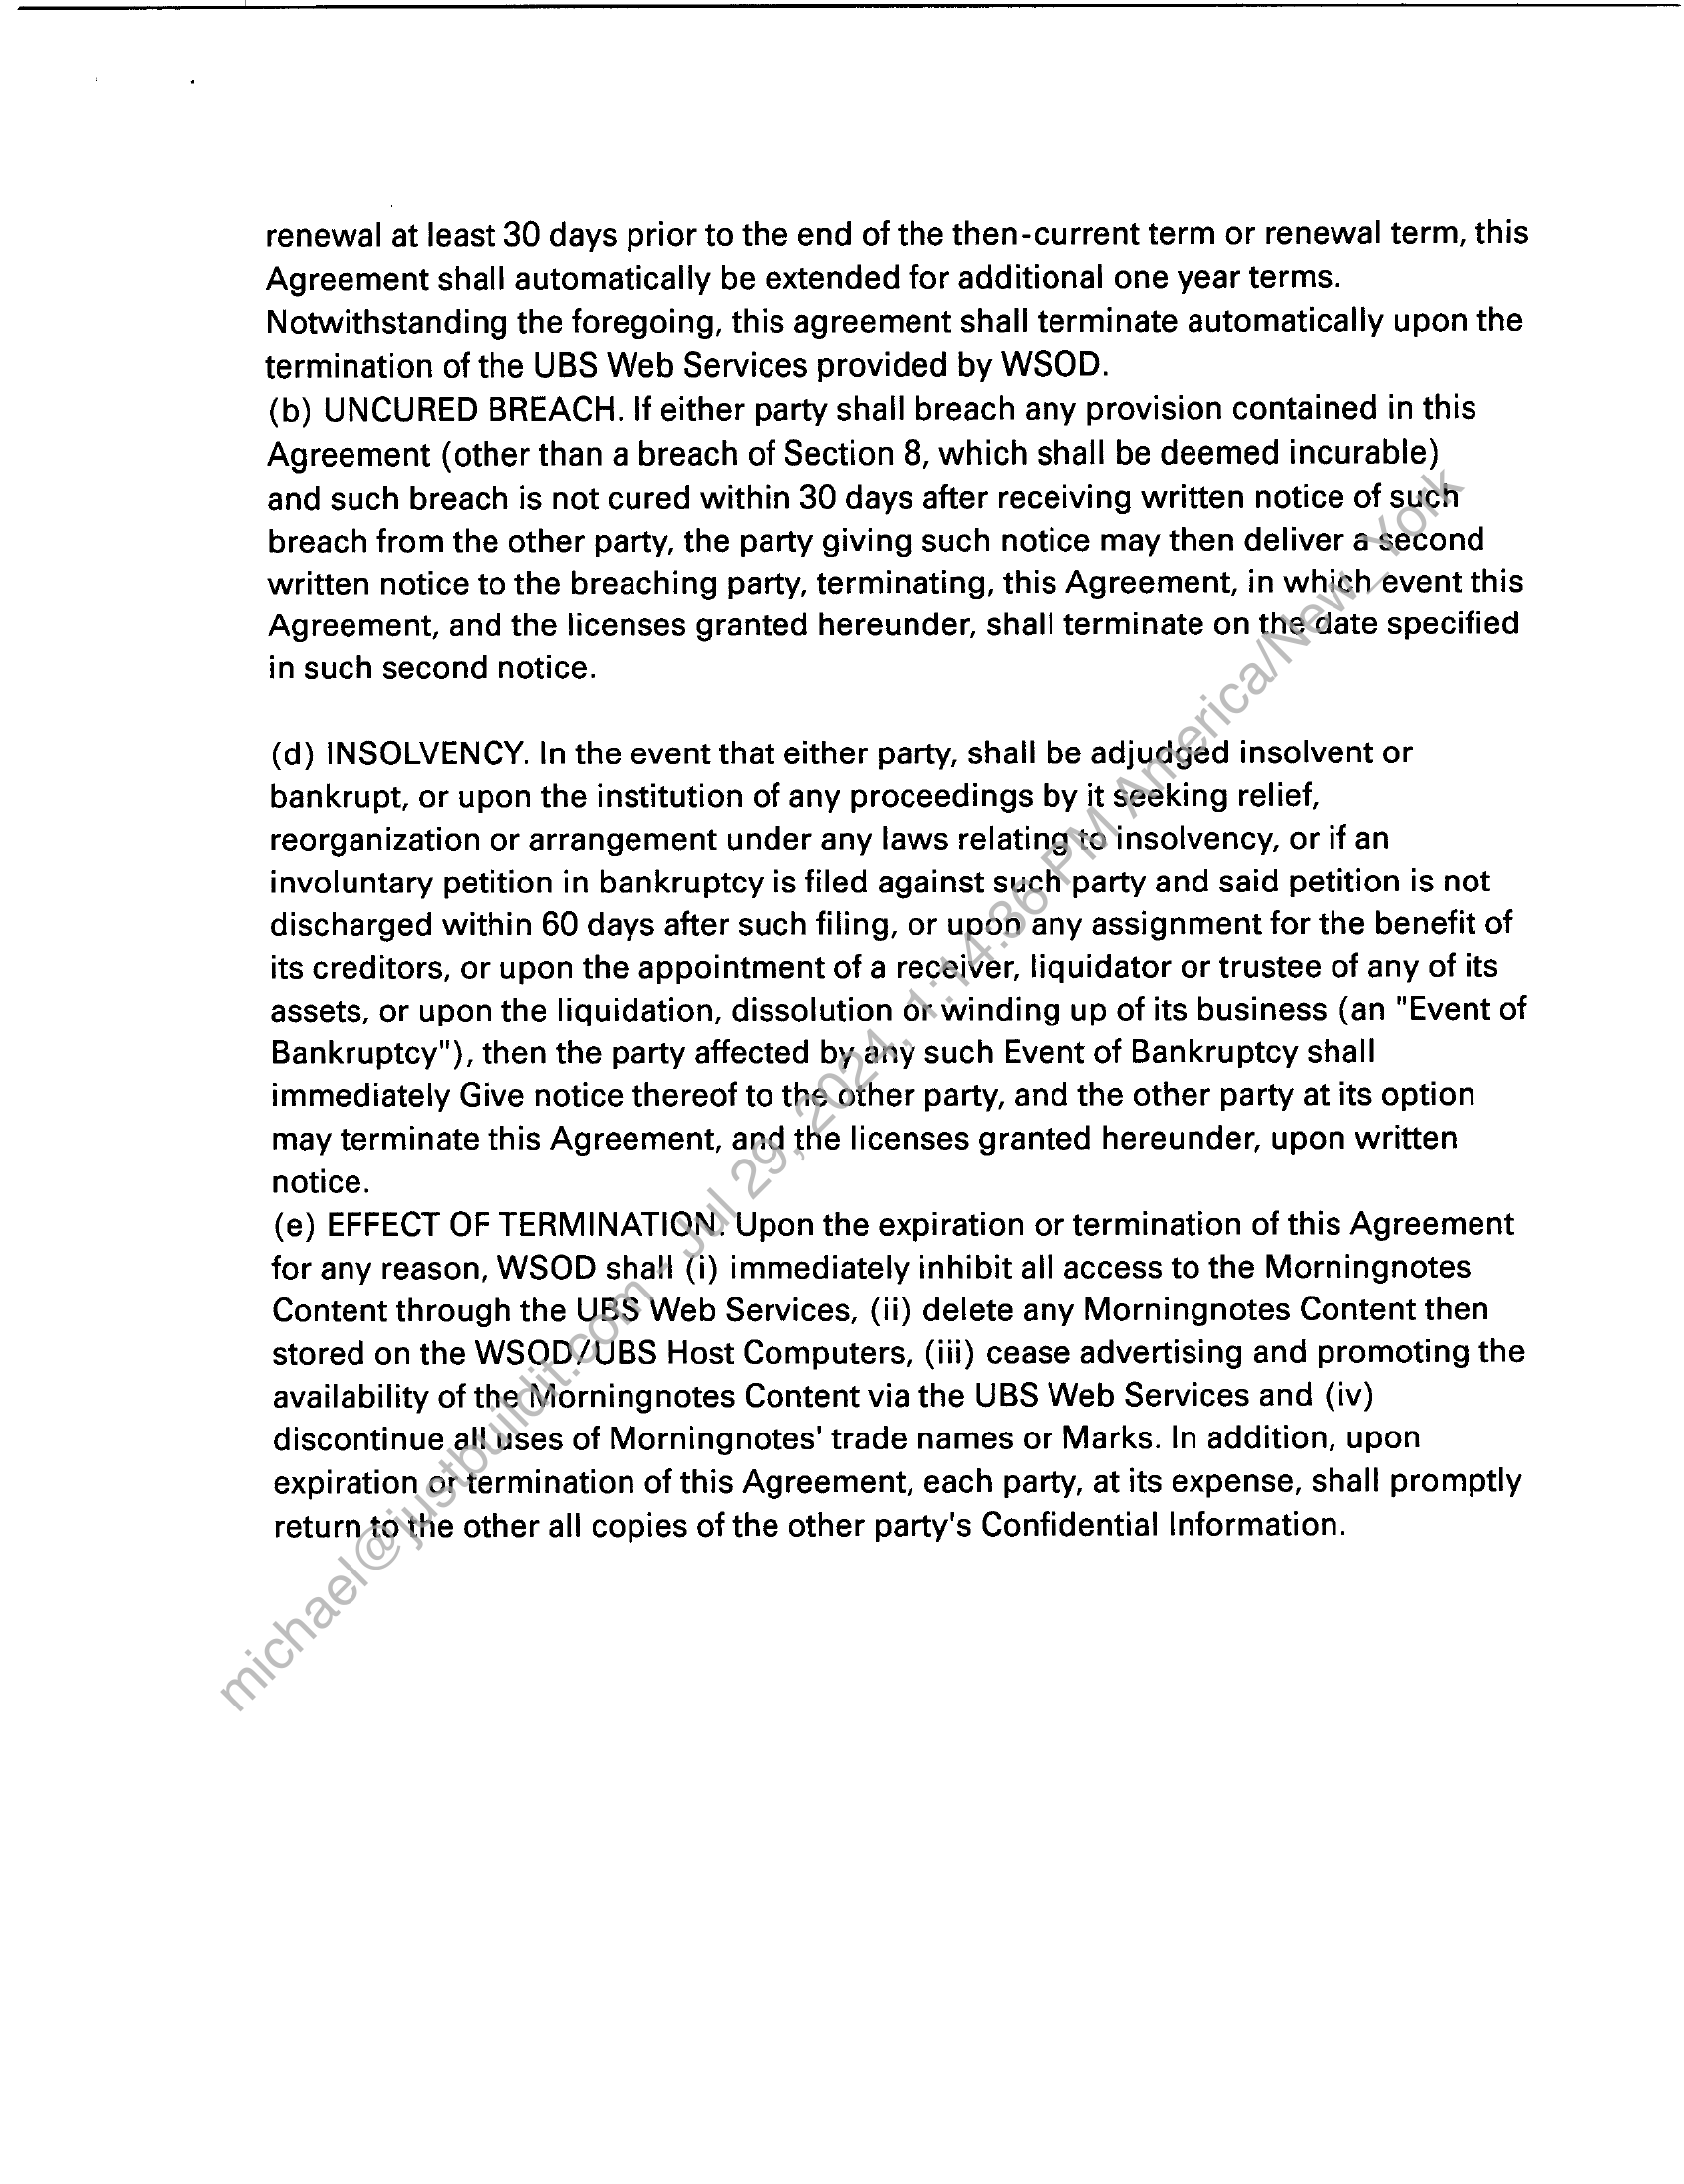 renewal at least 30 days prior to the end of the then-current term or renewal term, this
Agreement shall automatically be extended for additional one year terms.
Notwithstanding the foregoing, this agreement shall terminate automatically upon the
termination of the UBS Web Services provided by WSOD.
(b) UNCURED BREACH. If either party shall breach any provision contained in this
Agreement (other than a breach of Section 8, which shall be deemed incurable)
and such breach is not cured within 30 days after receiving written notice of such
breach from the other party, the party giving such notice may then deliver a second
written notice to the breaching party, terminating, this Agreement, in which event this
Agreement, and the licenses granted hereunder, shall terminate on the date specified
in such second notice.
(d) INSOLVENCY. In the event that either party, shall be adjudged insolvent or
bankrupt, or upon the institution of any proceedings by it seeking relief,
reorganization or arrangement under any laws relating to insolvency, or if an
involuntary petition in bankruptcy is filed against such party and said petition is not
discharged within 60 days after such filing, or upon any assignment for the benefit of
its creditors, or upon the appointment of a receiver, liquidator or trustee of any of its
assets, or upon the liquidation, dissolution or winding up of its business (an "Event of
Bankruptcy"), then the party affected by any such Event of Bankruptcy shall
immediately Give notice thereof to the other party, and the other party at its option
may terminate this Agreement, and the licenses granted hereunder, upon written
notice.
(e) EFFECT OF TERMINATION. Upon the expiration or termination of this Agreement
for any reason, WSOD shall (i) immediately inhibit all access to the Morningnotes
Content through the UBS Web Services, (ii) delete any Morningnotes Content then
stored on the WSOD/UBS Host Computers, (iii) cease advertising and promoting the
availability of the Morningnotes Content via the UBS Web Services and (iv)
discontinue all uses of Morningnotes' trade names or Marks. In addition, upon
expiration or termination of this Agreement, each party, at its expense, shall promptly
return to the other all copies of the other party's Confidential Information.
michael@justbuildit.com - Jul 29, 2024, 1:14:36 PM America/New_York